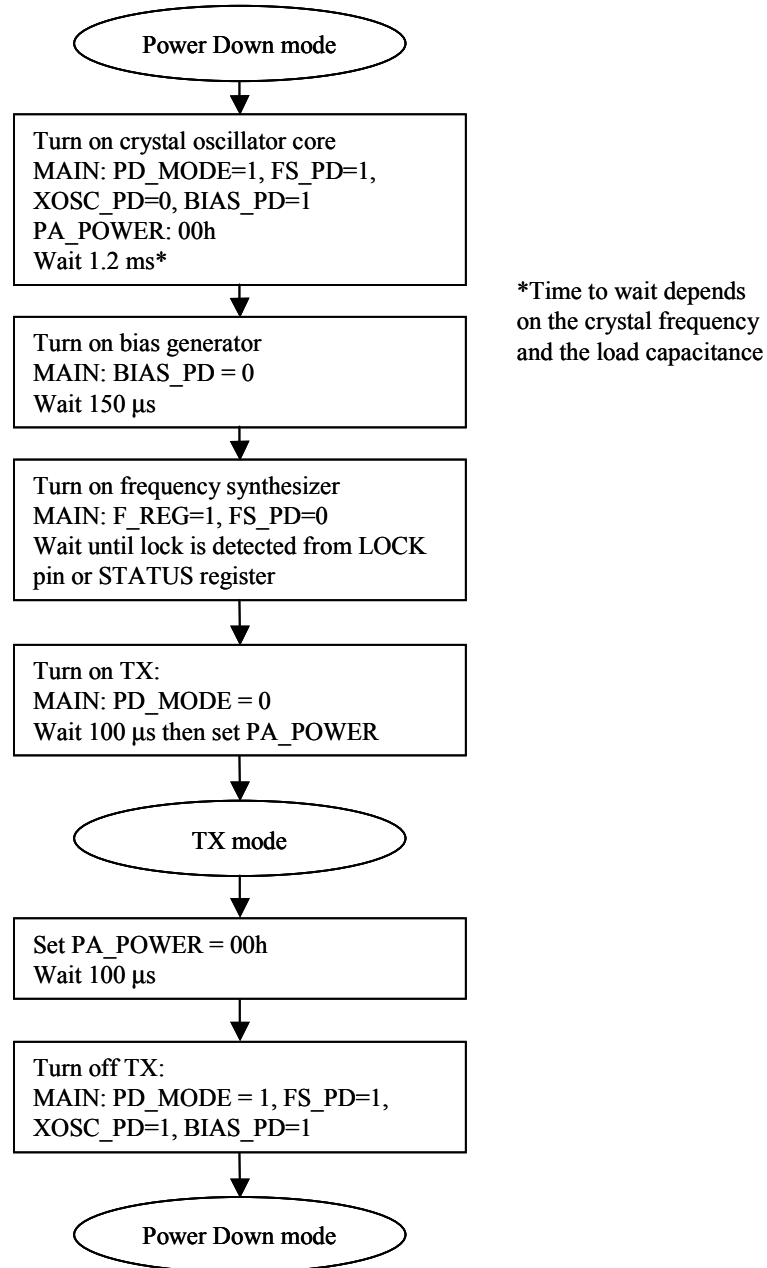 Power Down mode
Turn on crystal oscillator core
MAIN: PD_MODE=1, FS_PD=1,
XOSC_PD=0, BIAS_PD=1
PA_POWER: 00h
Wait 1.2 ms*
*Time to wait depends
on the crystal frequency
and the load capacitance
Turn on bias generator
MAIN: BIAS_PD = 0
Wait 150 μs
Turn on frequency synthesizer
MAIN: F_REG=1, FS_PD=0
Wait until lock is detected from LOCK
pin or STATUS register
Turn on TX:
MAIN: PD_MODE = 0
Wait 100 μs then set PA_POWER
TX mode
Set PA_POWER = 00h
Wait 100 μs
Turn off TX:
MAIN: PD_MODE = 1, FS_PD=1,
XOSC_PD=1, BIAS_PD=1
Power Down mode